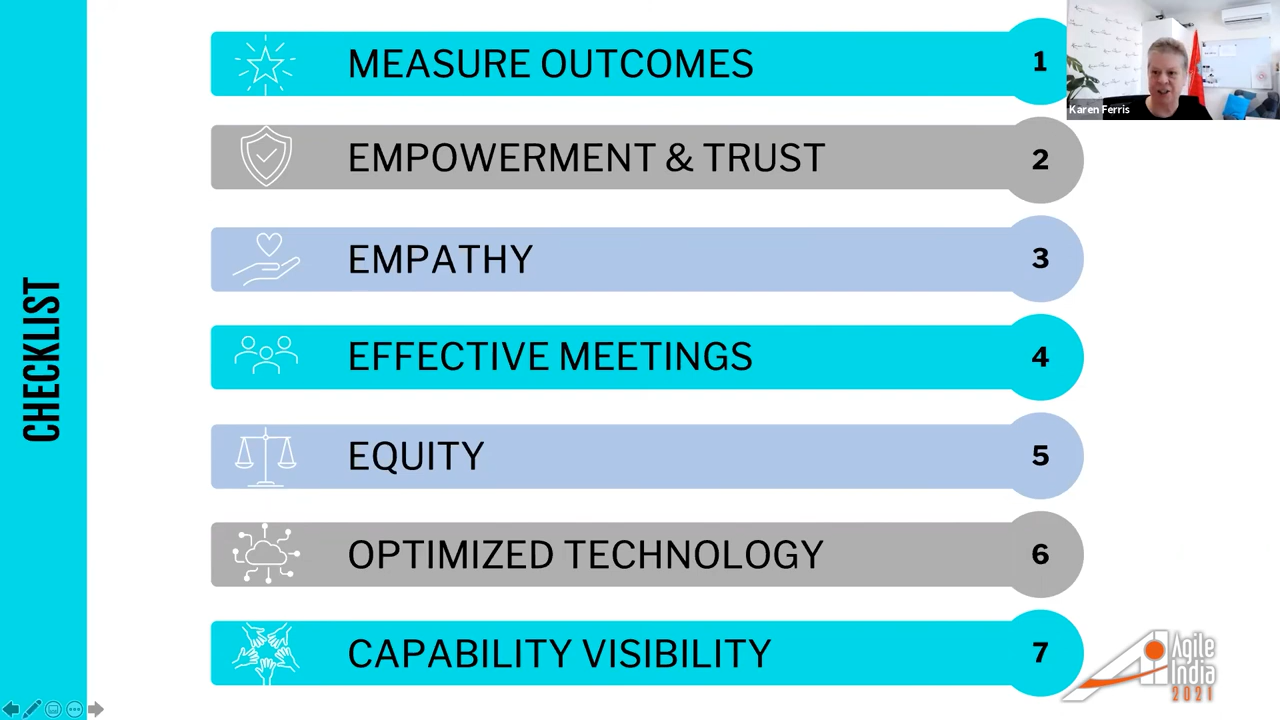 CHECKLIST
MEASURE OUTCOMES
1
EMPOWERMENT & TRUST
2
EMPATHY
3
EFFECTIVE MEETINGS
4
EQUITY
5
OPTIMIZED TECHNOLOGY
6
CAPABILITY VISIBILITY
7
Karen Ferris
Agile
India
2021